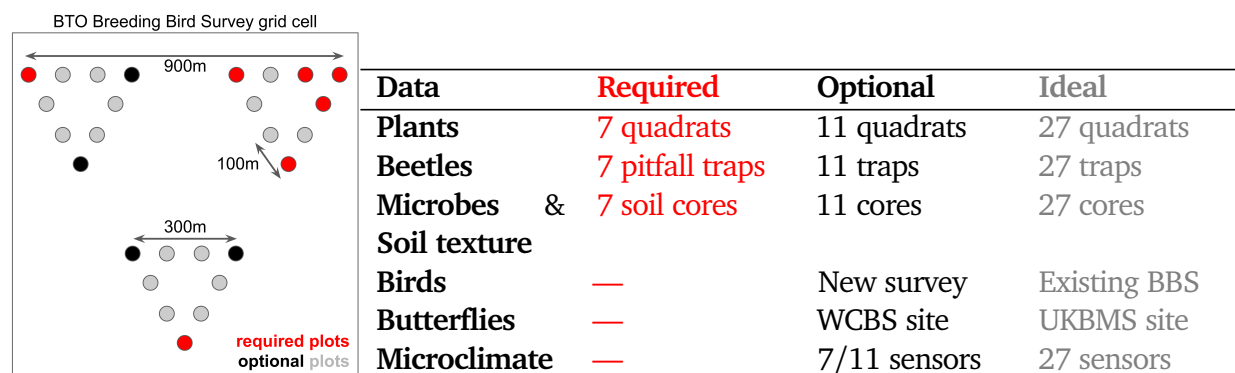 BTO Breeding Bird Survey grid cell
900m
100m
300m
required plots
optional plots
Data Required Optional Ideal
Plants 7 quadrats 11 quadrats 27 quadrats
Beetles 7 pitfall traps 11 traps 27 traps
Microbes & 7 soil cores 11 cores 27 cores
Soil texture
Birds — New survey Existing BBS
Butterflies — WCBS site UKBMS site
Microclimate — 7/11 sensors 27 sensors